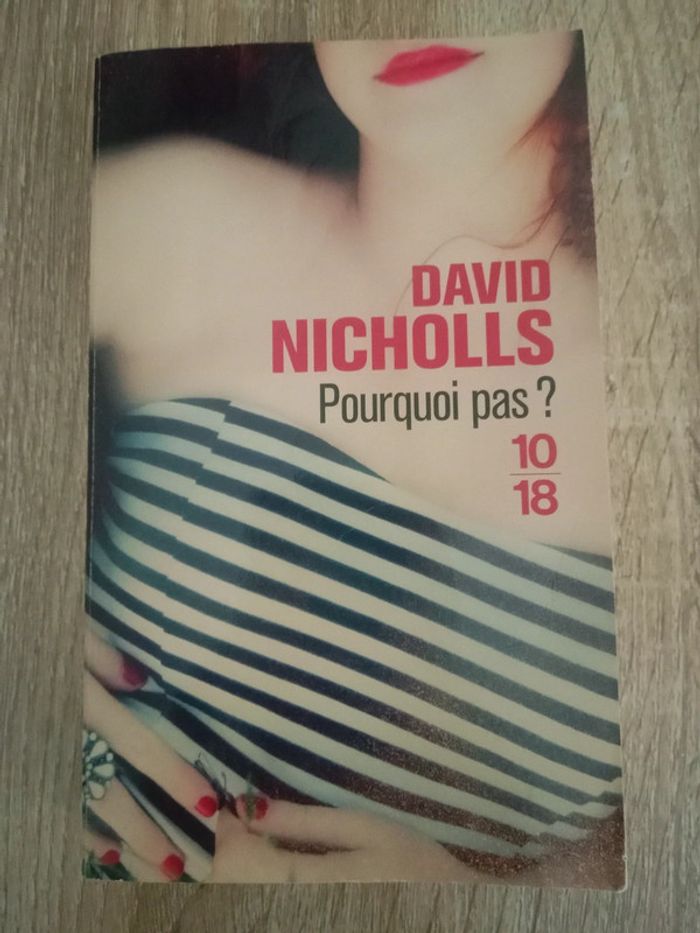 DAVID
NICHOLLS
Pourquoi pas ?
10
18